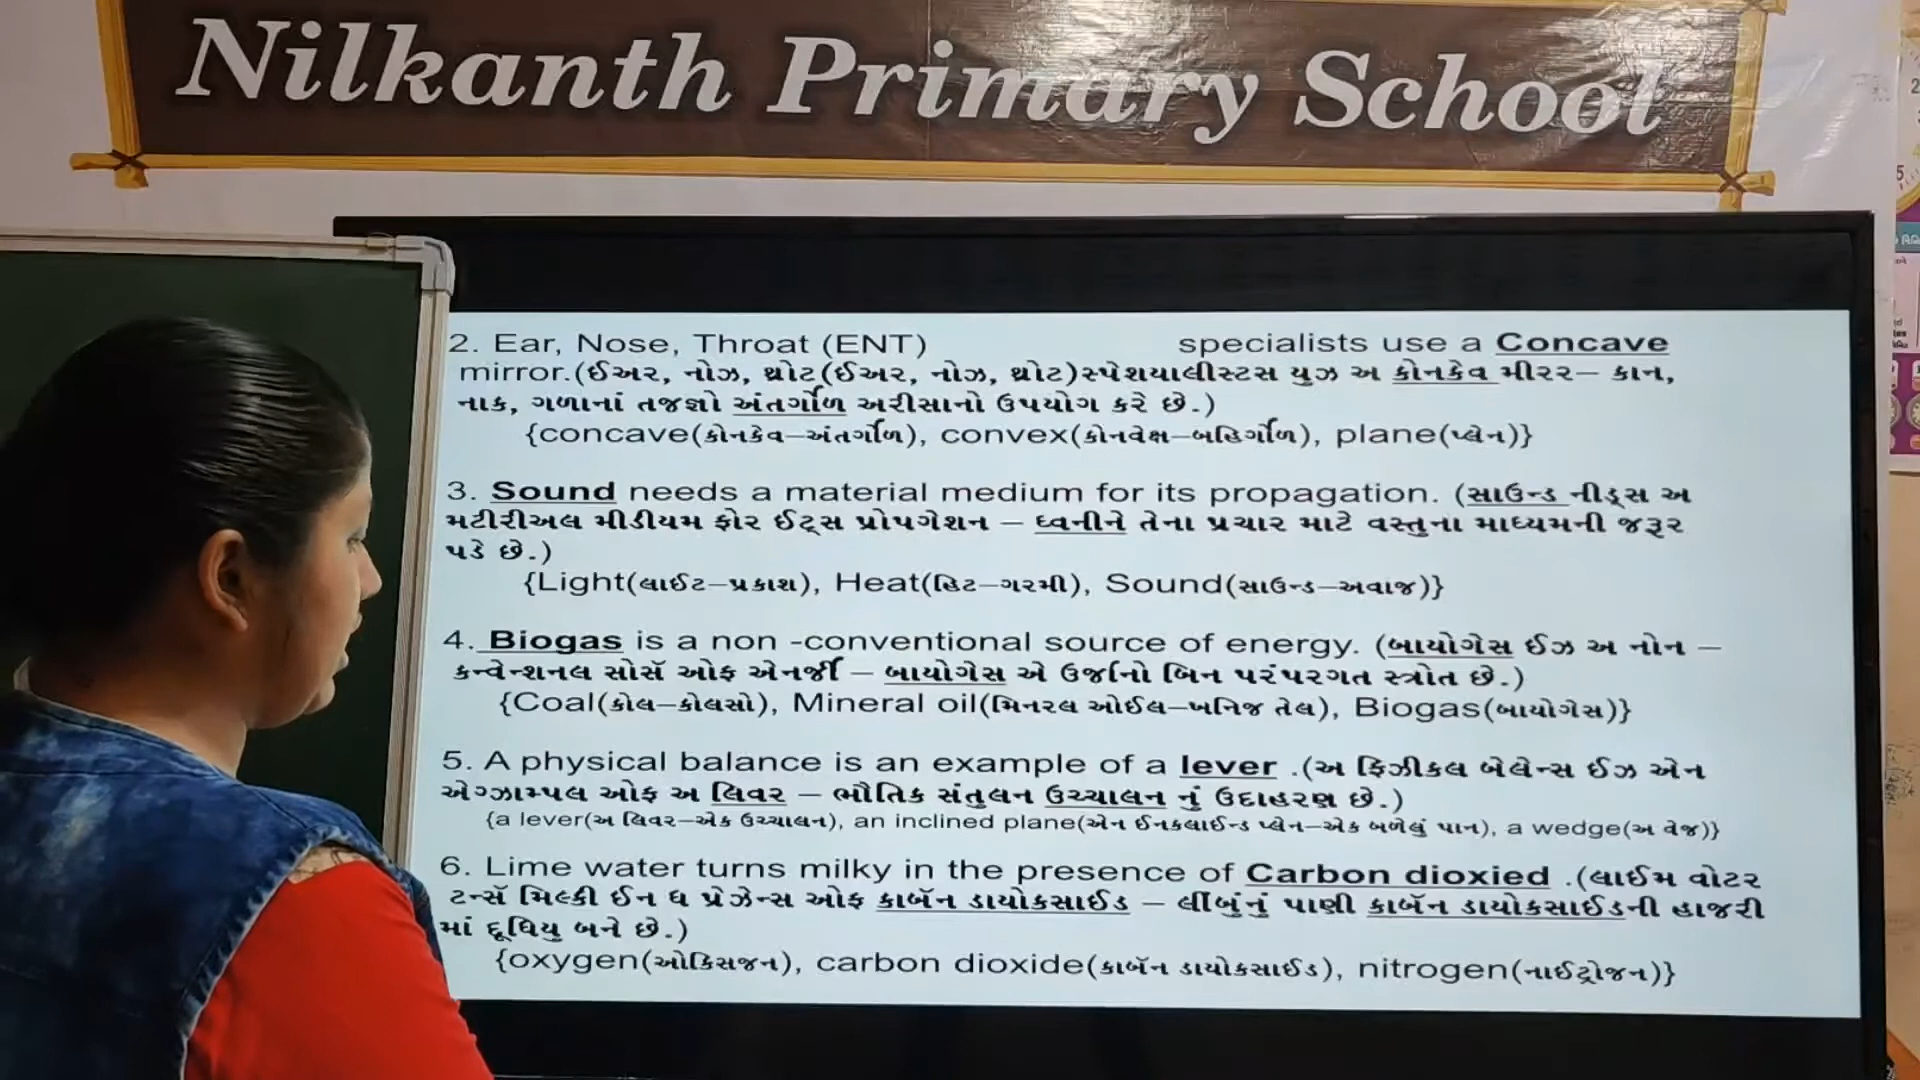 Nilkanth Primary School
2. Ear, Nose, Throat (ENT) specialists use a Concave
mirror.(ઈઅર, નોઝ, થ્રોટ(ઈઅર, નોઝ, થ્રોટ)સ્પેશયાલીસ્ટસ યુઝ અ કોનકેવ મીરર– કાન,
નાક, ગળાનાં તજજ્ઞો અંતર્ગોળ અરીસાનો ઉપયોગ કરે છે.)
{concave(કોનકેવ–અંતર્ગોળ), convex(કોનવેક્ષ–બહિર્ગોળ), plane(પ્લેન)}
3. Sound needs a material medium for its propagation. (સાઉન્ડ નીડ્સ અ
મટીરીઅલ મીડીયમ ફોર ઈટ્સ પ્રોપગેશન – ધ્વનીને તેના પ્રચાર માટે વસ્તુના માધ્યમની જરૂર
પડે છે.)
{Light(લાઈટ–પ્રકાશ), Heat(હિટ–ગરમી), Sound(સાઉન્ડ–અવાજ)}
4. Biogas is a non -conventional source of energy. (બાયોગેસ ઈઝ અ નોન –
કન્વેન્શનલ સોર્સ ઓફ એનર્જી – બાયોગેસ એ ઉર્જાનો બિન પરંપરગત સ્ત્રોત છે.)
{Coal(કોલ–કોલસો), Mineral oil(મિનરલ ઓઈલ–ખનિજ તેલ), Biogas(બાયોગેસ)}
5. A physical balance is an example of a lever .(અ ફિઝીકલ બેલેન્સ ઈઝ એન
એગ્ઝામ્પલ ઓફ અ લિવર – ભૌતિક સંતુલન ઉચ્ચાલન નું ઉદાહરણ છે.)
{a lever(અ લિવર–એક ઉચ્ચાલન), an inclined plane(એન ઈનકલાઈન્ડ પ્લેન–એક બળેલું પાન), a wedge(અ વેજ)}
6. Lime water turns milky in the presence of Carbon dioxied .(લાઈમ વોટર
ટર્ન્સ મિલ્કી ઈન ધ પ્રેઝેન્સ ઓફ કાર્બન ડાયોકસાઈડ – લીંબુંનું પાણી કાર્બન ડાયોકસાઈડની હાજરી
માં દૂધિયુ બને છે.)
{oxygen(ઓકિસજન), carbon dioxide(કાર્બન ડાયોકસાઈડ), nitrogen(નાઈટ્રોજન)}